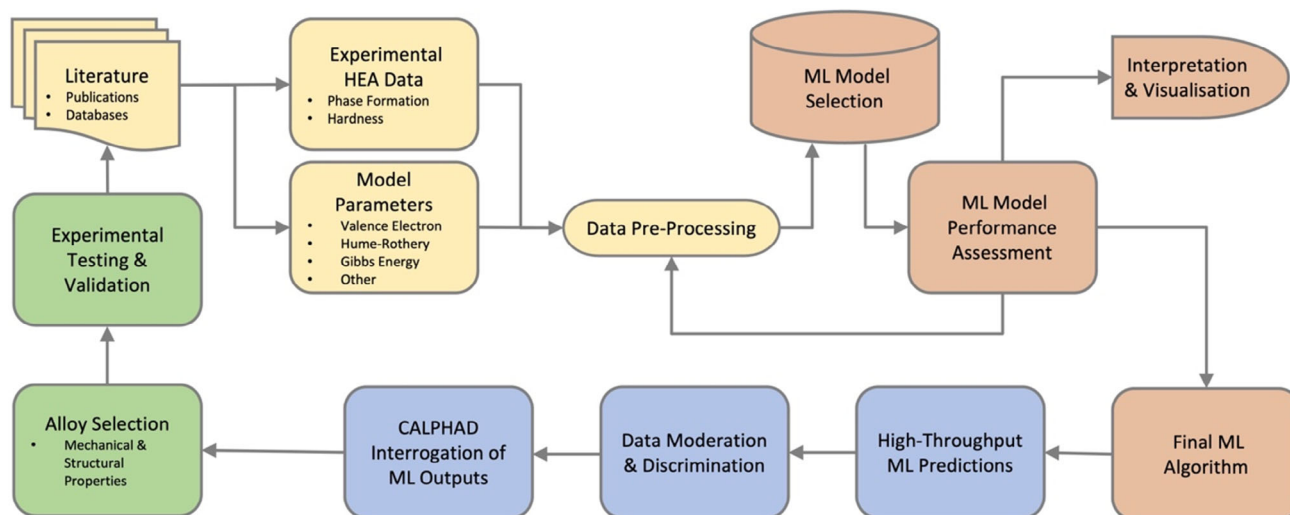 Literature
• Publications
• Databases
Experimental
HEA Data
• Phase Formation
• Hardness
Model
Parameters
• Valence Electron
• Hume-Rothery
• Gibbs Energy
• Other
Data Pre-Processing
ML Model
Selection
Interpretation
& Visualisation
ML Model
Performance
Assessment
Experimental
Testing &
Validation
Alloy Selection
• Mechanical &
Structural
Properties
CALPHAD
Interrogation of
ML Outputs
Data Moderation
& Discrimination
High-Throughput
ML Predictions
Final ML
Algorithm